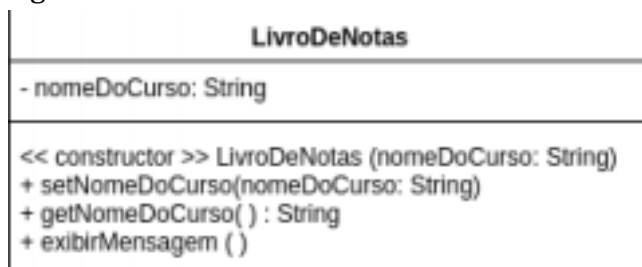 LivroDeNotas
- nomeDoCurso: String
<< constructor >> LivroDeNotas (nomeDoCurso: String)
+ setNomeDoCurso(nomeDoCurso: String)
+ getNomeDoCurso( ) : String
+ exibirMensagem ( )